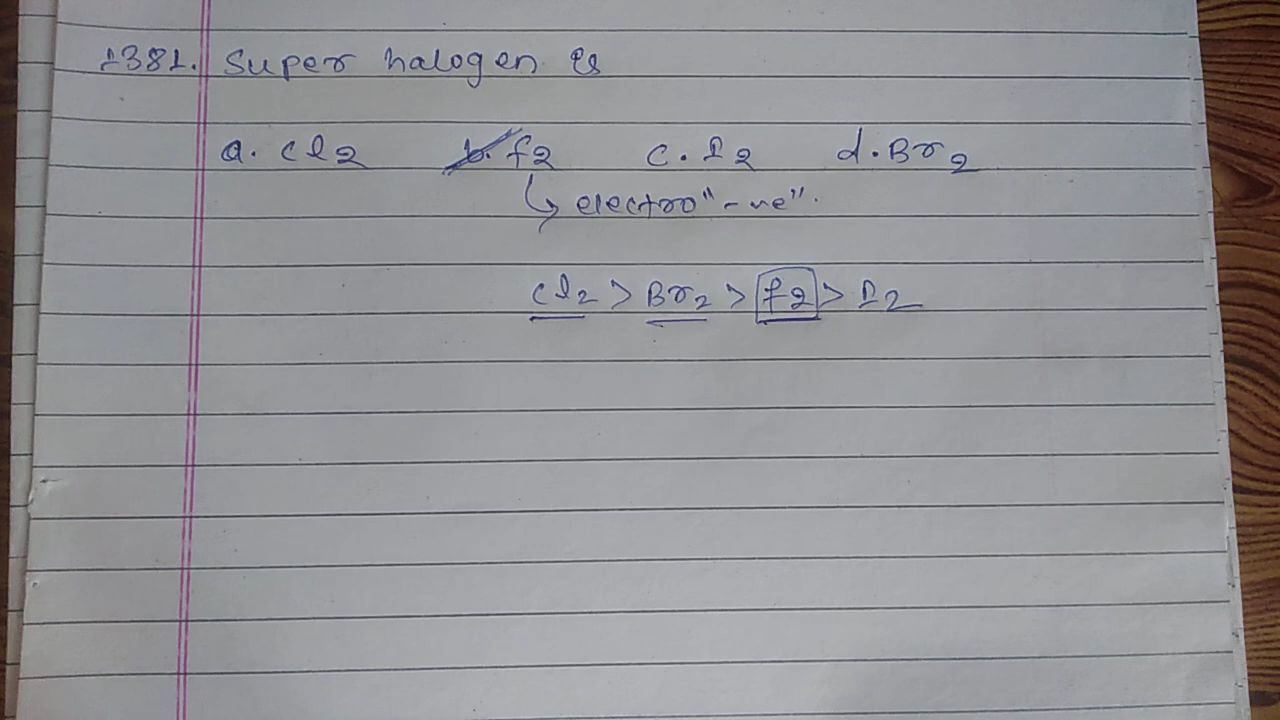 1381. Super halogen is
a. Cl2 b. f2 c. I2 d. Br2
↳ electro "-ve".
Cl2 > Br2 > f2 > I2